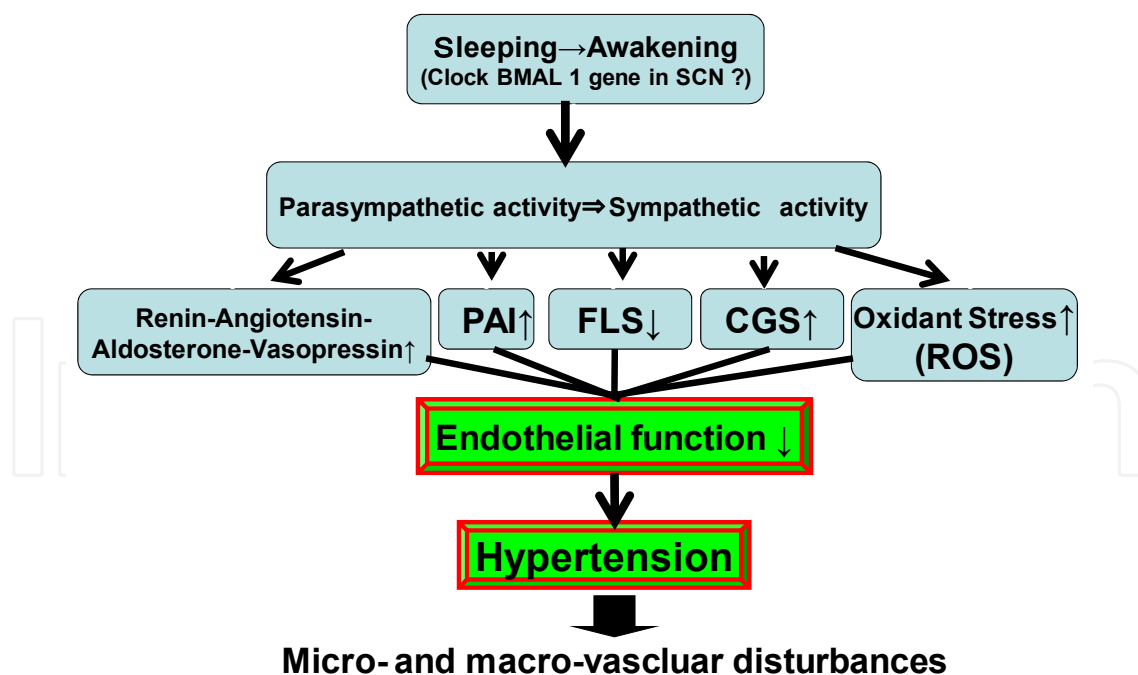 Sleeping→Awakening
(Clock BMAL 1 gene in SCN ?)
Parasympathetic activity⇒Sympathetic activity
Renin-Angiotensin-
Aldosterone-Vasopressin↑
PAI↑
FLS↓
CGS↑
Oxidant Stress↑
(ROS)
Endothelial function ↓
Hypertension
Micro- and macro-vascluar disturbances